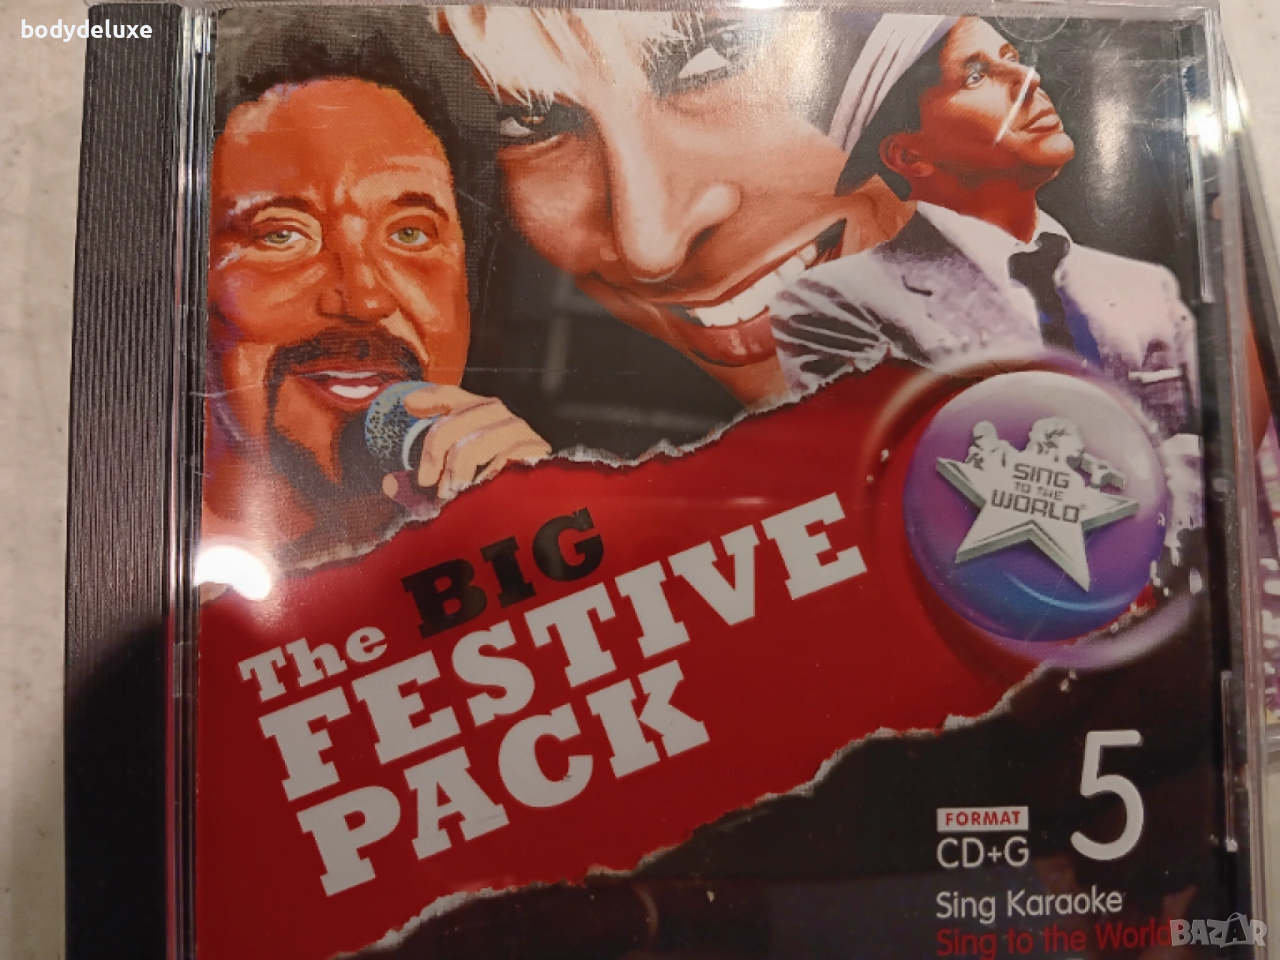 bodydeluxe
SING
TO THE
WORLD
The BIG
FESTIVE
PACK
FORMAT
CD+G
5
Sing Karaoke
Sing to the World
BAZAR